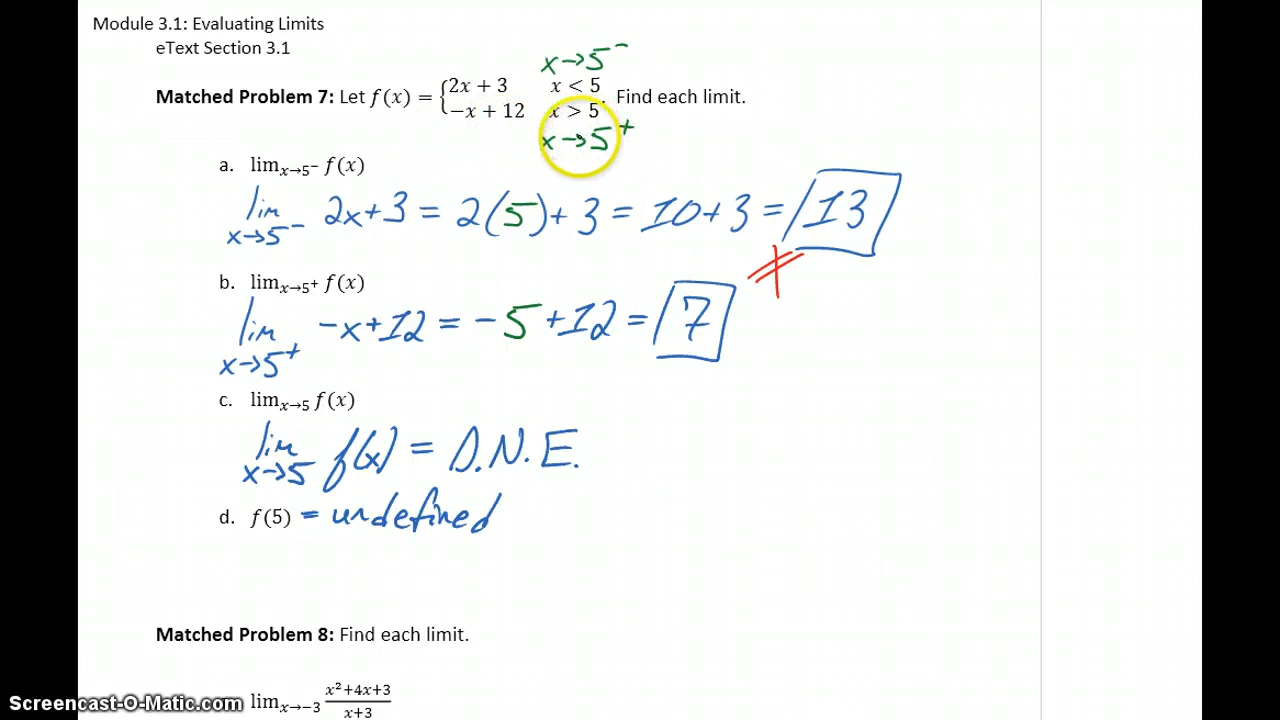 Module 3.1: Evaluating Limits
eText Section 3.1
x→5⁻
Matched Problem 7: Let f(x) = {2x + 3 x < 5
−x + 12 x > 5. Find each limit.
x→5⁺
a. lim_{x→5⁻} f(x)
lim_{x→5⁻} 2x+3 = 2(5)+3 = 10+3 = 13
≠
b. lim_{x→5⁺} f(x)
lim_{x→5⁺} -x+12 = -5+12 = 7
c. lim_{x→5} f(x)
lim_{x→5} f(x) = D.N.E.
d. f(5) = undefined
Matched Problem 8: Find each limit.
lim_{x→−3} x²+4x+3 / x+3
Screencast-O-Matic.com